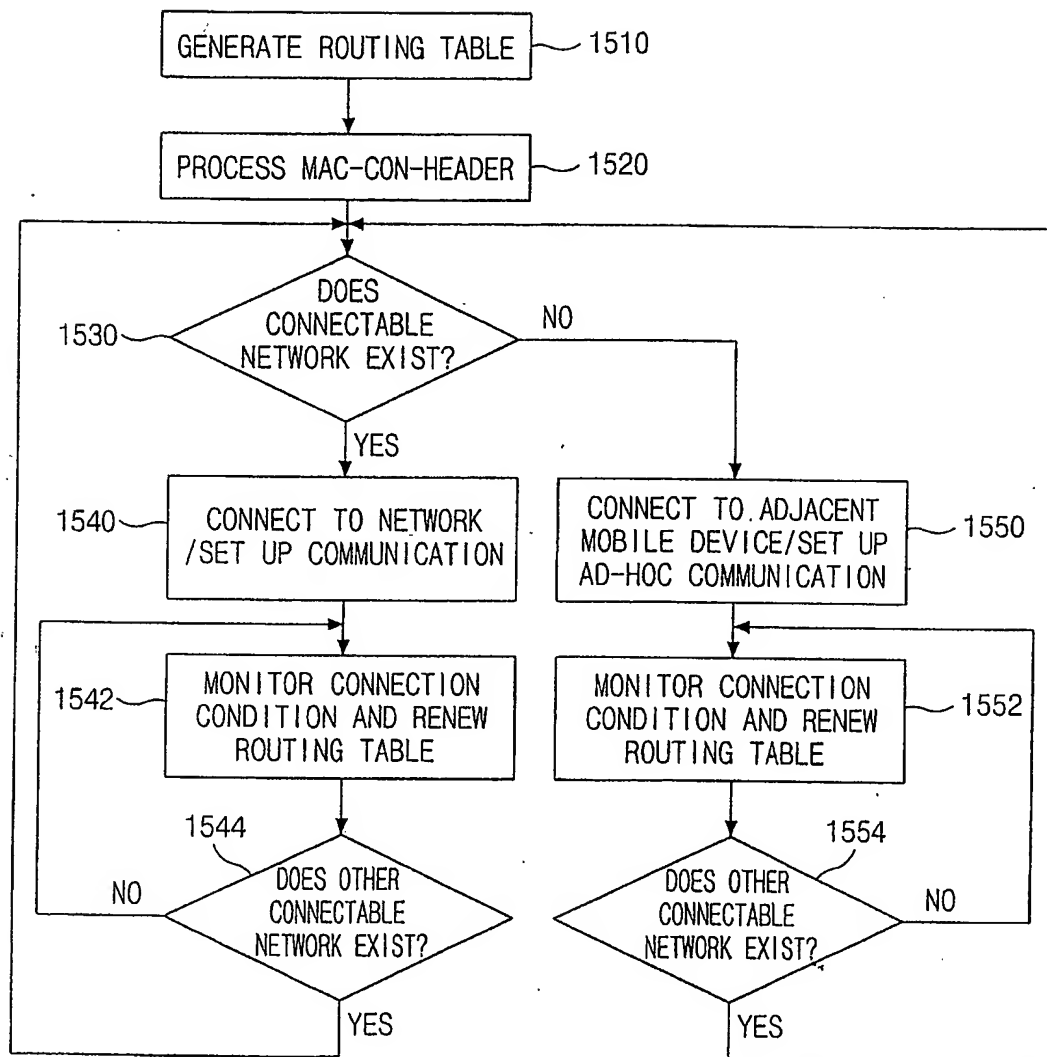 GENERATE ROUTING TABLE
1510
PROCESS MAC-CON-HEADER
1520
DOES
CONNECTABLE
NETWORK EXIST?
1530
NO
YES
1540
CONNECT TO NETWORK
/SET UP COMMUNICATION
CONNECT TO ADJACENT
MOBILE DEVICE/SET UP
AD-HOC COMMUNICATION
1550
1542
MONITOR CONNECTION
CONDITION AND RENEW
ROUTING TABLE
MONITOR CONNECTION
CONDITION AND RENEW
ROUTING TABLE
1552
1544
DOES OTHER
CONNECTABLE
NETWORK EXIST?
NO
YES
1554
DOES OTHER
CONNECTABLE
NETWORK EXIST?
NO
YES